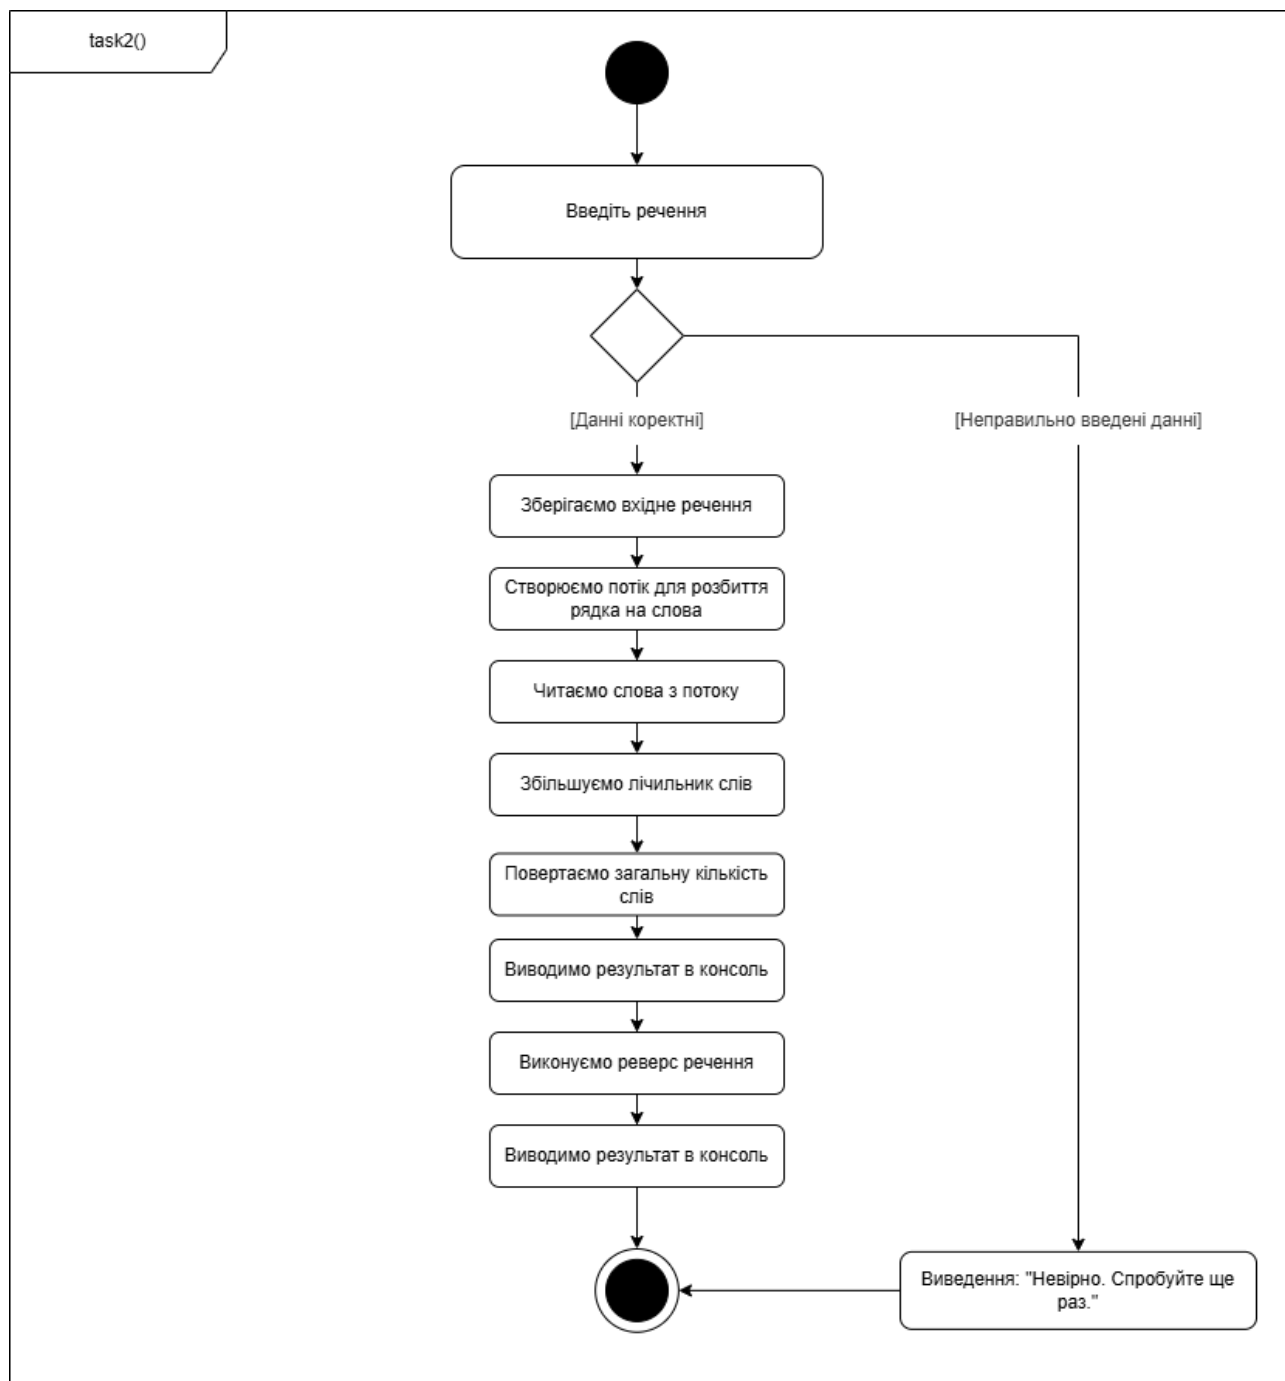 task2()
Введіть речення
[Данні коректні]
[Неправильно введені данні]
Зберігаємо вхідне речення
Створюємо потік для розбиття
рядка на слова
Читаємо слова з потоку
Збільшуємо лічильник слів
Повертаємо загальну кількість
слів
Виводимо результат в консоль
Виконуємо реверс речення
Виводимо результат в консоль
Виведення: "Невірно. Спробуйте ще
раз."